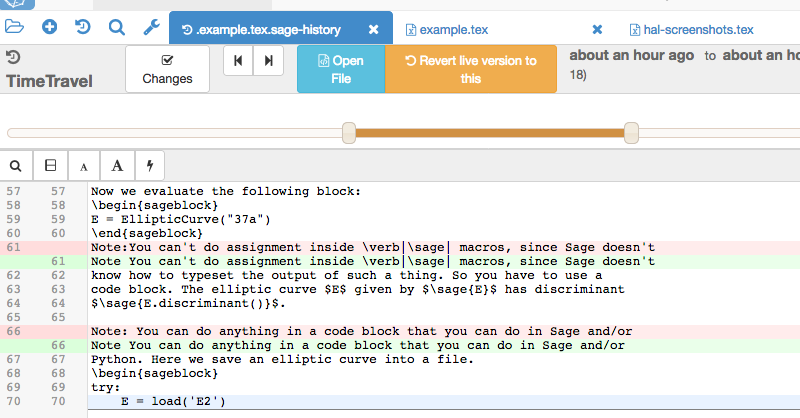 .example.tex.sage-history
example.tex
hal-screenshots.tex
TimeTravel
Changes
Open File
Revert live version to this
about an hour ago to about an ho
18)
A A
57 57 Now we evaluate the following block:
58 58 \begin{sageblock}
59 59 E = EllipticCurve("37a")
60 60 \end{sageblock}
61 Note:You can't do assignment inside \verb|\sage| macros, since Sage doesn't
61 Note You can't do assignment inside \verb|\sage| macros, since Sage doesn't
62 62 know how to typeset the output of such a thing. So you have to use a
63 63 code block. The elliptic curve $E$ given by $\sage{E}$ has discriminant
64 64 $\sage{E.discriminant()}$.
65 65
66 Note: You can do anything in a code block that you can do in Sage and/or
66 Note You can do anything in a code block that you can do in Sage and/or
67 67 Python. Here we save an elliptic curve into a file.
68 68 \begin{sageblock}
69 69 try:
70 70 E = load('E2')